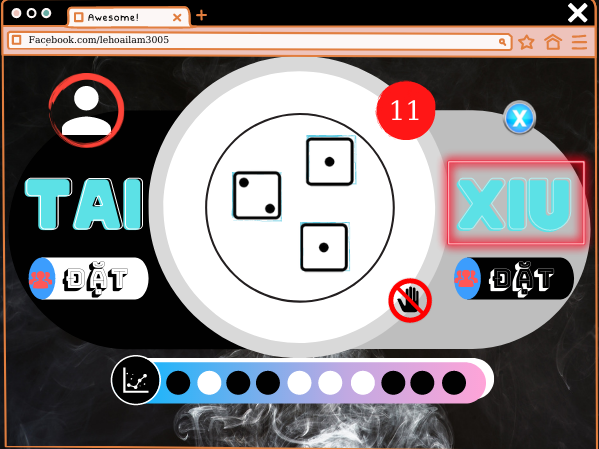 Awesome!
Facebook.com/lehoailam3005
11
X
TAI
XIU
ĐẶT
ĐẶT